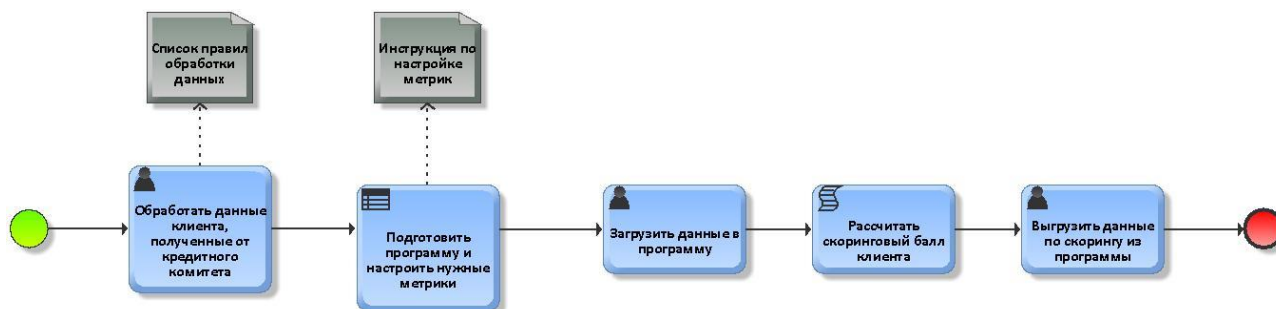 Список правил
обработки
данных
Инструкция по
настройке
метрик
Обработать данные
клиента,
полученные от
кредитного
комитета
Подготовить
программу и
настроить нужные
метрики
Загрузить данные в
программу
Рассчитать
скоринговый балл
клиента
Выгрузить данные
по скорингу из
программы